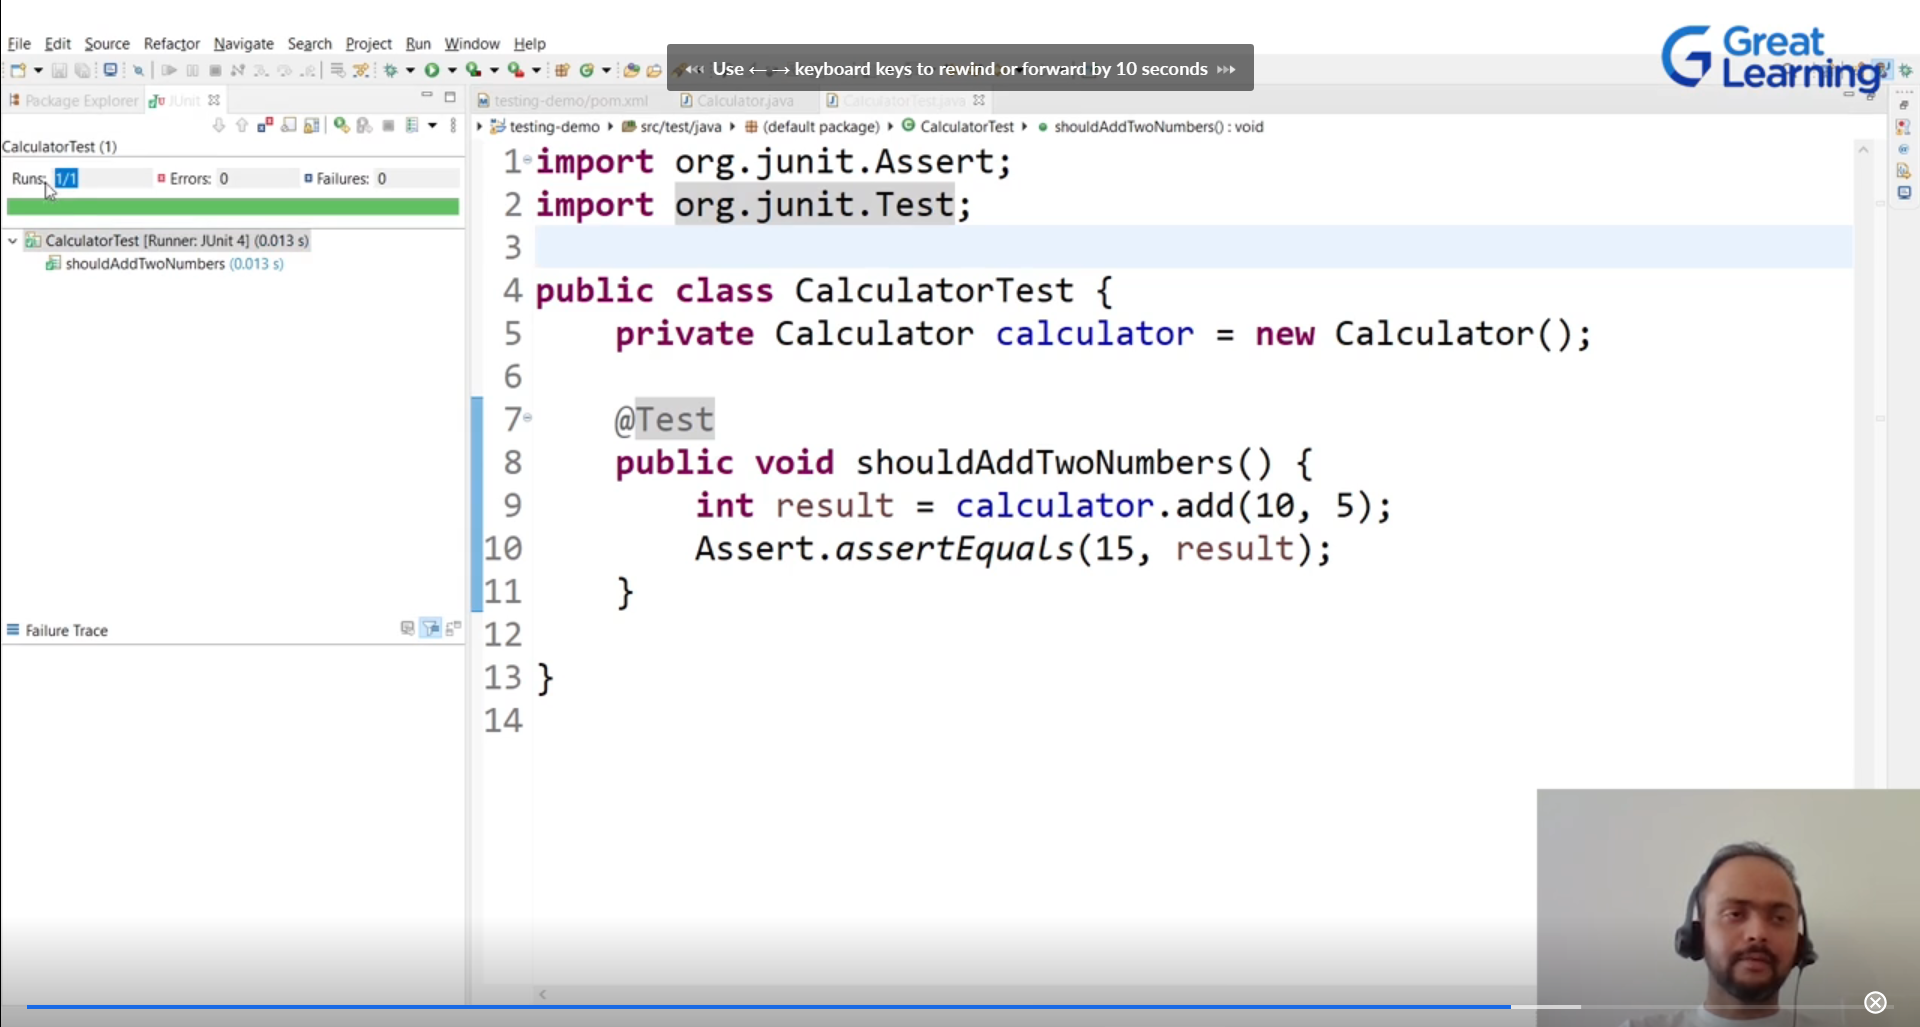 Great
Learning
File Edit Source Refactor Navigate Search Project Run Window Help
Use ←→ keyboard keys to rewind or forward by 10 seconds
Package Explorer JUnit
testing-demo/pom.xml Calculator.java CalculatorTest.java
testing-demo src/test/java (default package) CalculatorTest shouldAddTwoNumbers() : void
CalculatorTest (1)
Runs: 1/1 Errors: 0 Failures: 0
CalculatorTest [Runner: JUnit 4] (0.013 s)
shouldAddTwoNumbers (0.013 s)
Failure Trace
1 import org.junit.Assert;
2 import org.junit.Test;
3
4 public class CalculatorTest {
5 private Calculator calculator = new Calculator();
6
7 @Test
8 public void shouldAddTwoNumbers() {
9 int result = calculator.add(10, 5);
10 Assert.assertEquals(15, result);
11 }
12
13 }
14